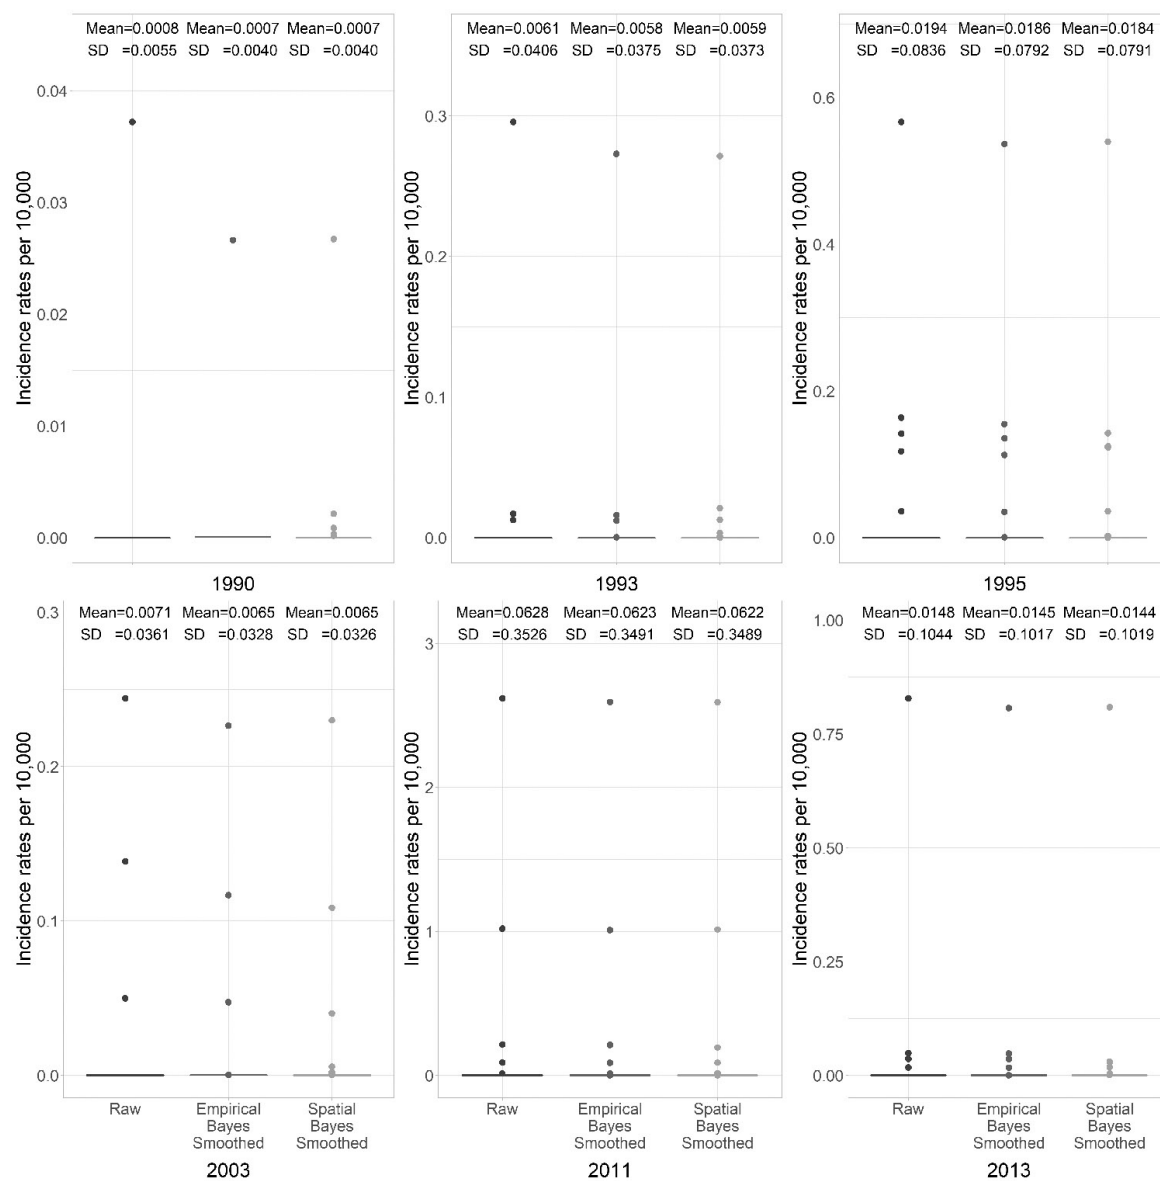 Mean=0.0008 Mean=0.0007 Mean=0.0007
SD =0.0055 SD =0.0040 SD =0.0040
Incidence rates per 10,000
0.04
0.03
0.02
0.01
0.00
1990
Mean=0.0061 Mean=0.0058 Mean=0.0059
SD =0.0406 SD =0.0375 SD =0.0373
Incidence rates per 10,000
0.3
0.2
0.1
0.0
1993
Mean=0.0194 Mean=0.0186 Mean=0.0184
SD =0.0836 SD =0.0792 SD =0.0791
Incidence rates per 10,000
0.6
0.4
0.2
0.0
1995
Mean=0.0071 Mean=0.0065 Mean=0.0065
SD =0.0361 SD =0.0328 SD =0.0326
Incidence rates per 10,000
0.3
0.2
0.1
0.0
Raw
Empirical
Bayes
Smoothed
Spatial
Bayes
Smoothed
2003
Mean=0.0628 Mean=0.0623 Mean=0.0622
SD =0.3526 SD =0.3491 SD =0.3489
Incidence rates per 10,000
3
2
1
0
Raw
Empirical
Bayes
Smoothed
Spatial
Bayes
Smoothed
2011
Mean=0.0148 Mean=0.0145 Mean=0.0144
SD =0.1044 SD =0.1017 SD =0.1019
Incidence rates per 10,000
1.00
0.75
0.50
0.25
0.00
Raw
Empirical
Bayes
Smoothed
Spatial
Bayes
Smoothed
2013